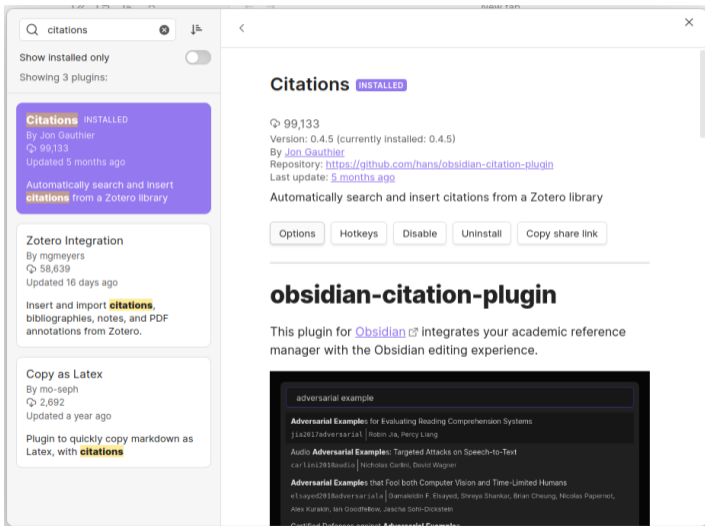 New tab
citations
Show installed only
Showing 3 plugins:
Citations INSTALLED
By Jon Gauthier
99,133
Updated 5 months ago
Automatically search and insert
citations from a Zotero library
Zotero Integration
By mgmeyers
58,639
Updated 16 days ago
Insert and import citations,
bibliographies, notes, and PDF
annotations from Zotero.
Copy as Latex
By mo-seph
2,692
Updated a year ago
Plugin to quickly copy markdown as
Latex, with citations
Citations INSTALLED
99,133
Version: 0.4.5 (currently installed: 0.4.5)
By Jon Gauthier
Repository: https://github.com/hans/obsidian-citation-plugin
Last update: 5 months ago
Automatically search and insert citations from a Zotero library
Options Hotkeys Disable Uninstall Copy share link
obsidian-citation-plugin
This plugin for Obsidian integrates your academic reference
manager with the Obsidian editing experience.
adversarial example
Adversarial Examples for Evaluating Reading Comprehension Systems
jia2017adversarial Robin Jia, Percy Liang
Audio Adversarial Examples: Targeted Attacks on Speech-to-Text
carlini2018audio Nicholas Carlini, David Wagner
Adversarial Examples that Fool both Computer Vision and Time-Limited Humans
elsayed2018adversariala Gamaleldin F. Elsayed, Shreya Shankar, Brian Cheung, Nicolas Papernot,
Alex Kurakin, Ian Goodfellow, Jascha Sohl-Dickstein
Certified Defenses against Adversarial Examples